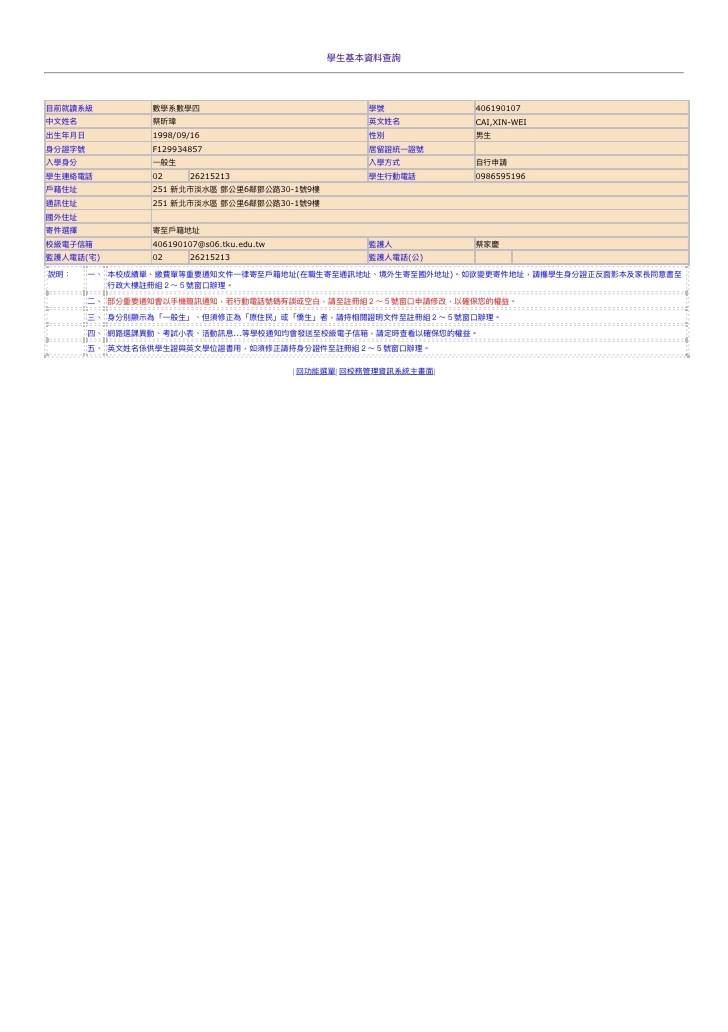 學生基本資料查詢
目前就讀系級 數學系數學四 學號 406190107
中文姓名 蔡昕瑋 英文姓名 CAI,XIN-WEI
出生年月日 1998/09/16 性別 男生
身分證字號 F129934857 居留證統一證號
入學身分 一般生 入學方式 自行申請
學生連絡電話 02 26215213 學生行動電話 0986595196
戶籍住址 251 新北市淡水區 鄧公里6鄰鄧公路30-1號9樓
通訊住址 251 新北市淡水區 鄧公里6鄰鄧公路30-1號9樓
國外住址
寄件選擇 寄至戶籍地址
校級電子信箱 406190107@s06.tku.edu.tw 監護人 蔡家慶
監護人電話(宅) 02 26215213 監護人電話(公)
說明： 一、 本校成績單、繳費單等重要通知文件一律寄至戶籍地址(在職生寄至通訊地址、境外生寄至國外地址)。如欲變更寄件地址，請攜學生身分證正反面影本及家長同意書至
行政大樓註冊組２～５號窗口辦理。
二、 部分重要通知會以手機簡訊通知，若行動電話號碼有誤或空白，請至註冊組２～５號窗口申請修改，以確保您的權益。
三、 身分別顯示為「一般生」、但須修正為「原住民」或「僑生」者，請持相關證明文件至註冊組２～５號窗口辦理。
四、 網路選課異動、考試小表、活動訊息...等學校通知均會發送至校級電子信箱，請定時查看以確保您的權益。
五、 英文姓名係供學生證與英文學位證書用，如須修正請持身分證件至註冊組２～５號窗口辦理。
| 回功能選單| 回校務管理資訊系統主畫面|